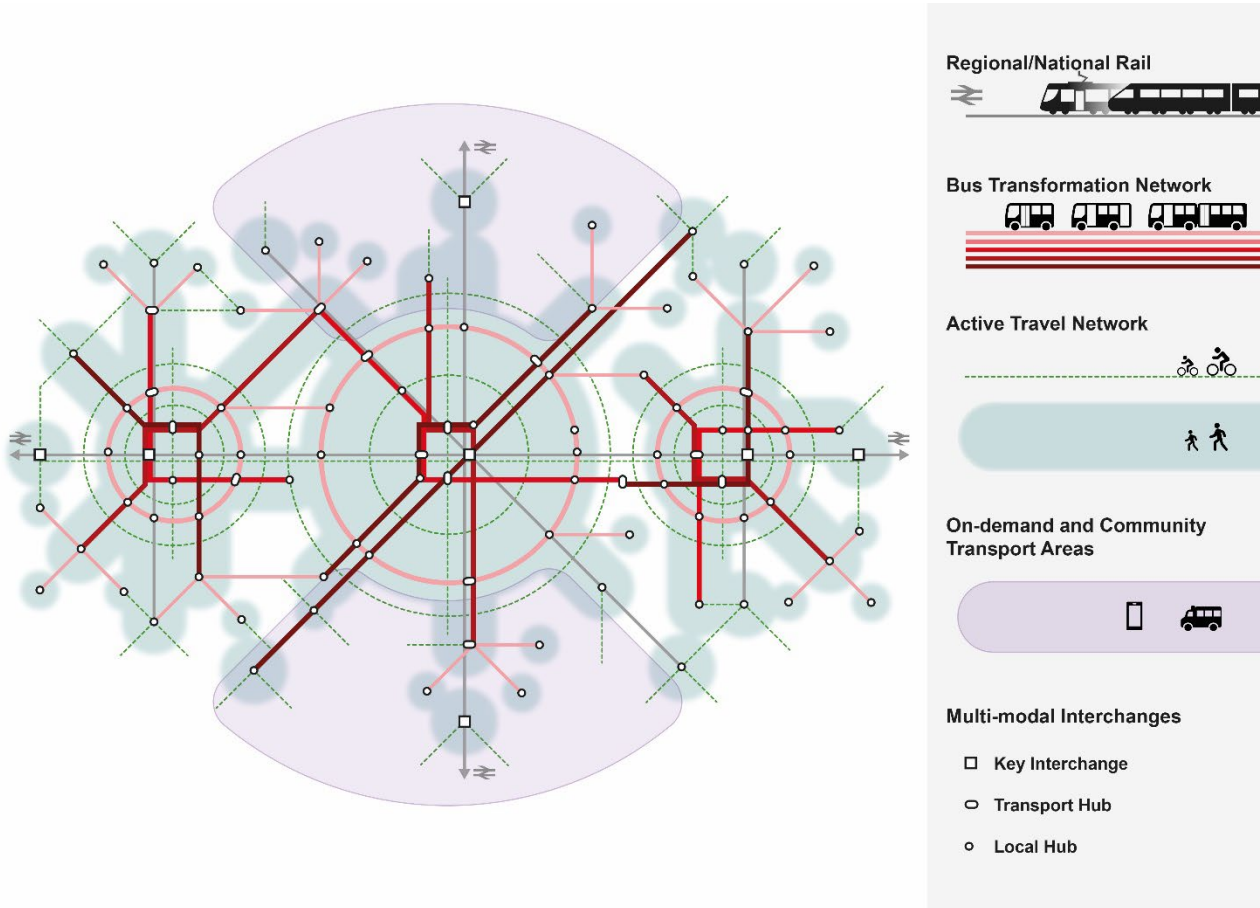 Regional/National Rail
Bus Transformation Network
Active Travel Network
On-demand and Community
Transport Areas
Multi-modal Interchanges
Key Interchange
Transport Hub
Local Hub